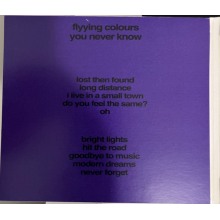 flyying colours
you never know
lost then found
long distance
i live in a small town
do you feel the same?
oh
bright lights
hit the road
goodbye to music
modern dreams
never forget